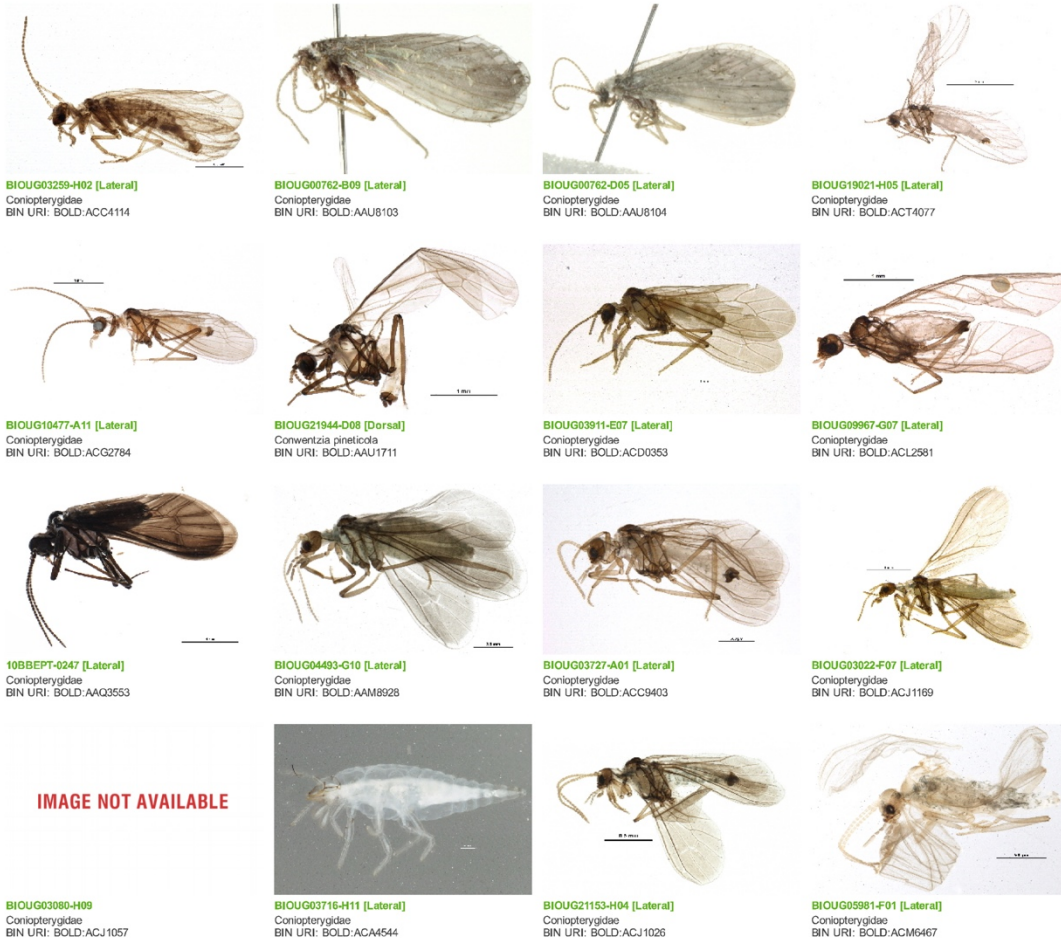 BIOUG03259-H02 [Lateral]
Coniopterygidae
BIN URI: BOLD:ACC4114
BIOUG00762-B09 [Lateral]
Coniopterygidae
BIN URI: BOLD:AAU8103
BIOUG00762-D05 [Lateral]
Coniopterygidae
BIN URI: BOLD:AAU8104
BIOUG19021-H05 [Lateral]
Coniopterygidae
BIN URI: BOLD:ACT4077
BIOUG10477-A11 [Lateral]
Coniopterygidae
BIN URI: BOLD:ACG2784
1 mm
BIOUG21944-D08 [Dorsal]
Conwentzia pineticola
BIN URI: BOLD:AAU1711
BIOUG03911-E07 [Lateral]
Coniopterygidae
BIN URI: BOLD:ACD0353
1 mm
BIOUG09967-G07 [Lateral]
Coniopterygidae
BIN URI: BOLD:ACL2581
10BBEPT-0247 [Lateral]
Coniopterygidae
BIN URI: BOLD:AAQ3553
BIOUG04493-G10 [Lateral]
Coniopterygidae
BIN URI: BOLD:AAM8928
BIOUG03727-A01 [Lateral]
Coniopterygidae
BIN URI: BOLD:ACC9403
BIOUG03022-F07 [Lateral]
Coniopterygidae
BIN URI: BOLD:ACJ1169
IMAGE NOT AVAILABLE
BIOUG03080-H09
Coniopterygidae
BIN URI: BOLD:ACJ1057
BIOUG03716-H11 [Lateral]
Coniopterygidae
BIN URI: BOLD:ACA4544
BIOUG21153-H04 [Lateral]
Coniopterygidae
BIN URI: BOLD:ACJ1026
BIOUG05981-F01 [Lateral]
Coniopterygidae
BIN URI: BOLD:ACM6467